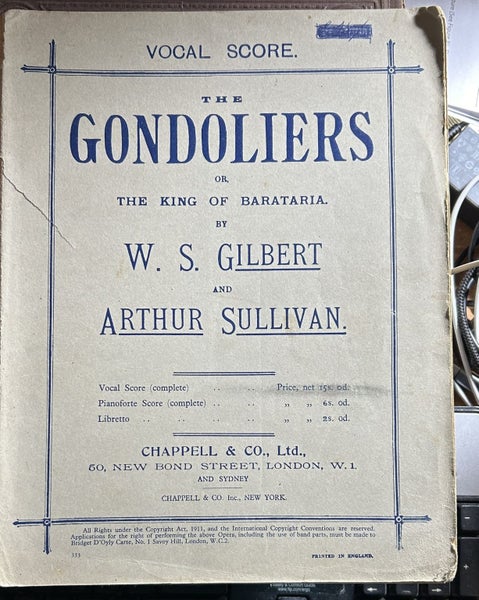 VOCAL SCORE.
THE
GONDOLIERS
OR,
THE KING OF BARATARIA.
BY
W. S. GILBERT
AND
ARTHUR SULLIVAN.
Vocal Score (complete) .. .. Price, net 15s. od.
Pianoforte Score (complete) .. .. „ „ 6s. od.
Libretto .. .. .. .. .. „ „ 2s. od.
CHAPPELL & CO., Ltd.,
50, NEW BOND STREET, LONDON, W. 1.
AND SYDNEY
CHAPPELL & CO. Inc., NEW YORK.
All Rights under the Copyright Act, 1911, and the International Copyright Conventions are reserved.
Applications for the right of performing the above Opera, including the use of band parts, must be made to
Bridget D'Oyly Carte, No. 1 Savoy Hill, London, W.C.2.
353
PRINTED IN ENGLAND.